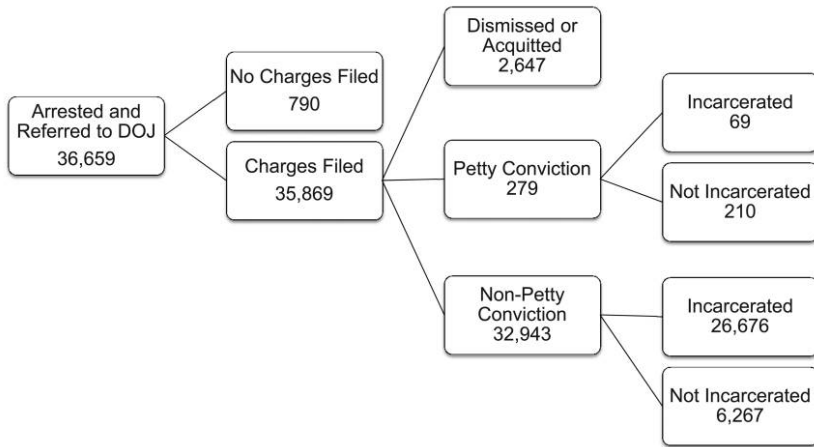 Arrested and
Referred to DOJ
36,659
No Charges Filed
790
Charges Filed
35,869
Dismissed or
Acquitted
2,647
Petty Conviction
279
Non-Petty
Conviction
32,943
Incarcerated
69
Not Incarcerated
210
Incarcerated
26,676
Not Incarcerated
6,267